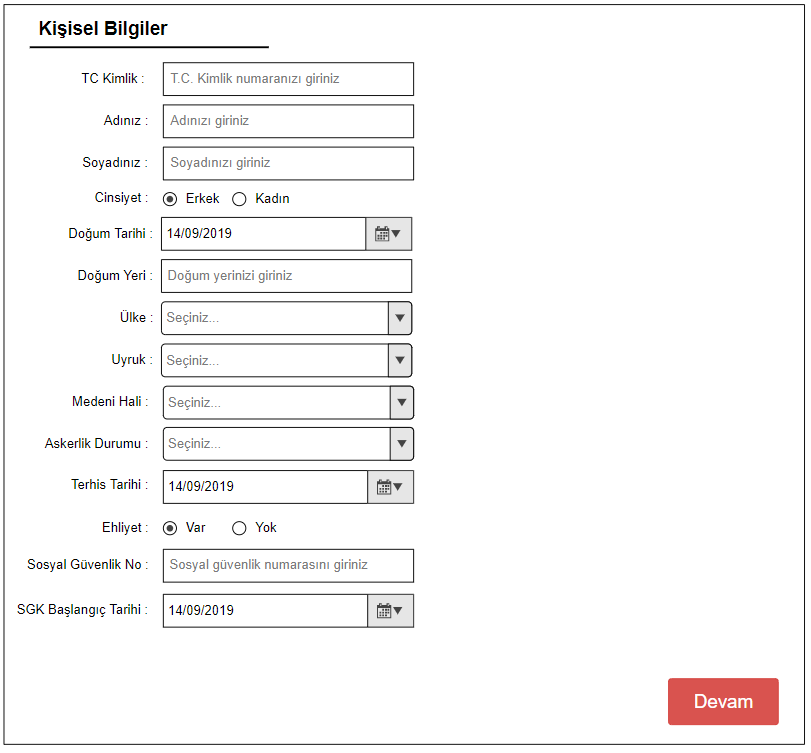 Kişisel Bilgiler
TC Kimlik : T.C. Kimlik numaranızı giriniz
Adınız : Adınızı giriniz
Soyadınız : Soyadınızı giriniz
Cinsiyet : Erkek Kadın
Doğum Tarihi : 14/09/2019
Doğum Yeri : Doğum yerinizi giriniz
Ülke : Seçiniz...
Uyruk : Seçiniz...
Medeni Hali : Seçiniz...
Askerlik Durumu : Seçiniz...
Terhis Tarihi : 14/09/2019
Ehliyet : Var Yok
Sosyal Güvenlik No : Sosyal güvenlik numarasını giriniz
SGK Başlangıç Tarihi : 14/09/2019
Devam